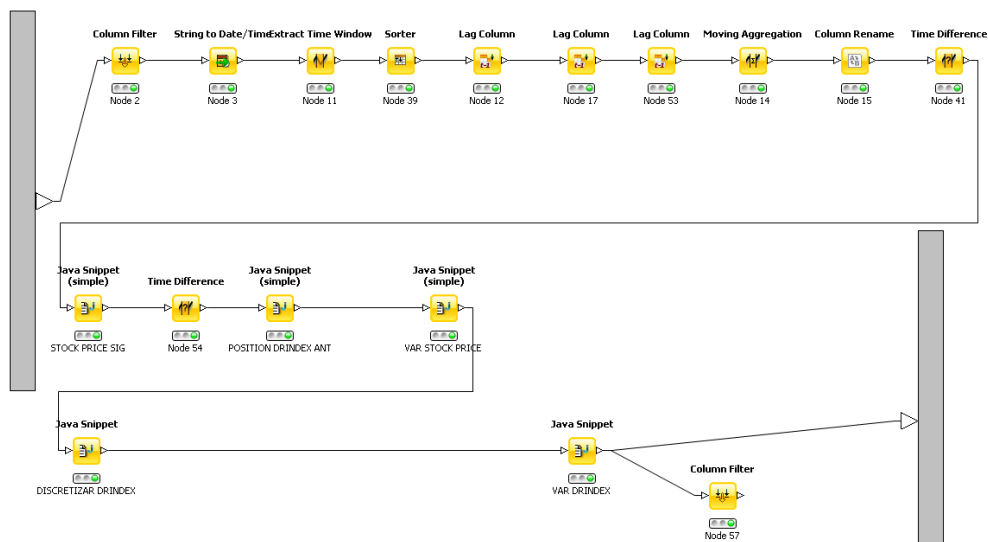 Column Filter
String to Date/Time
Extract Time Window
Sorter
Lag Column
Lag Column
Lag Column
Moving Aggregation
Column Rename
Time Difference
Node 2
Node 3
Node 11
Node 39
Node 12
Node 17
Node 53
Node 14
Node 15
Node 41
Java Snippet
(simple)
Time Difference
Java Snippet
(simple)
Java Snippet
(simple)
STOCK PRICE SIG
Node 54
POSITION DRINDEX ANT
VAR STOCK PRICE
Java Snippet
Java Snippet
DISCRETIZAR DRINDEX
VAR DRINDEX
Column Filter
Node 57